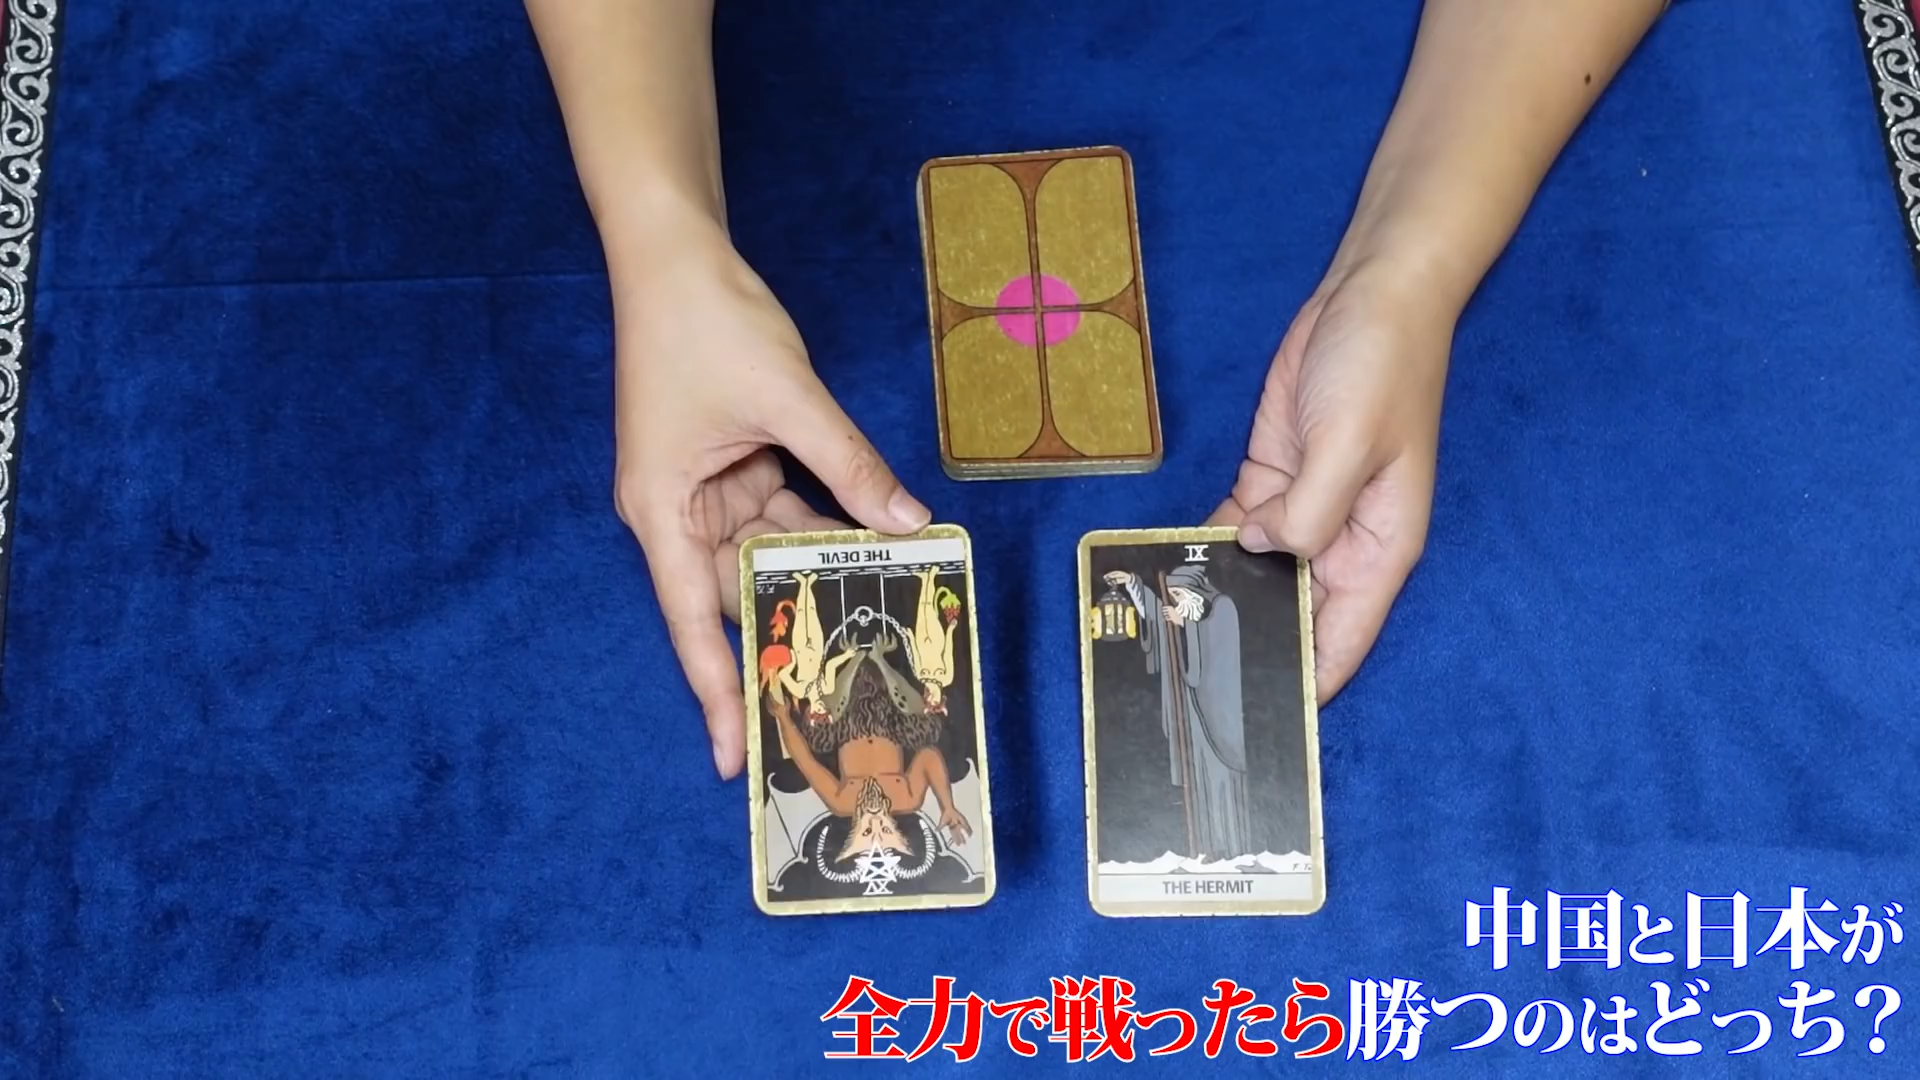 THE DEVIL
XV
IX
THE HERMIT
中国と日本が
全力で戦ったら勝つのはどっち？